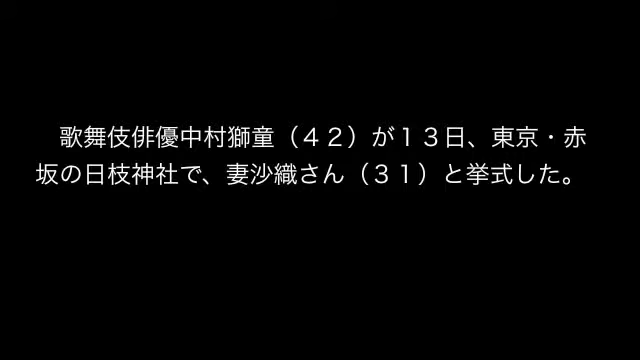 歌舞伎俳優中村獅童（４２）が１３日、東京・赤
坂の日枝神社で、妻沙織さん（３１）と挙式した。